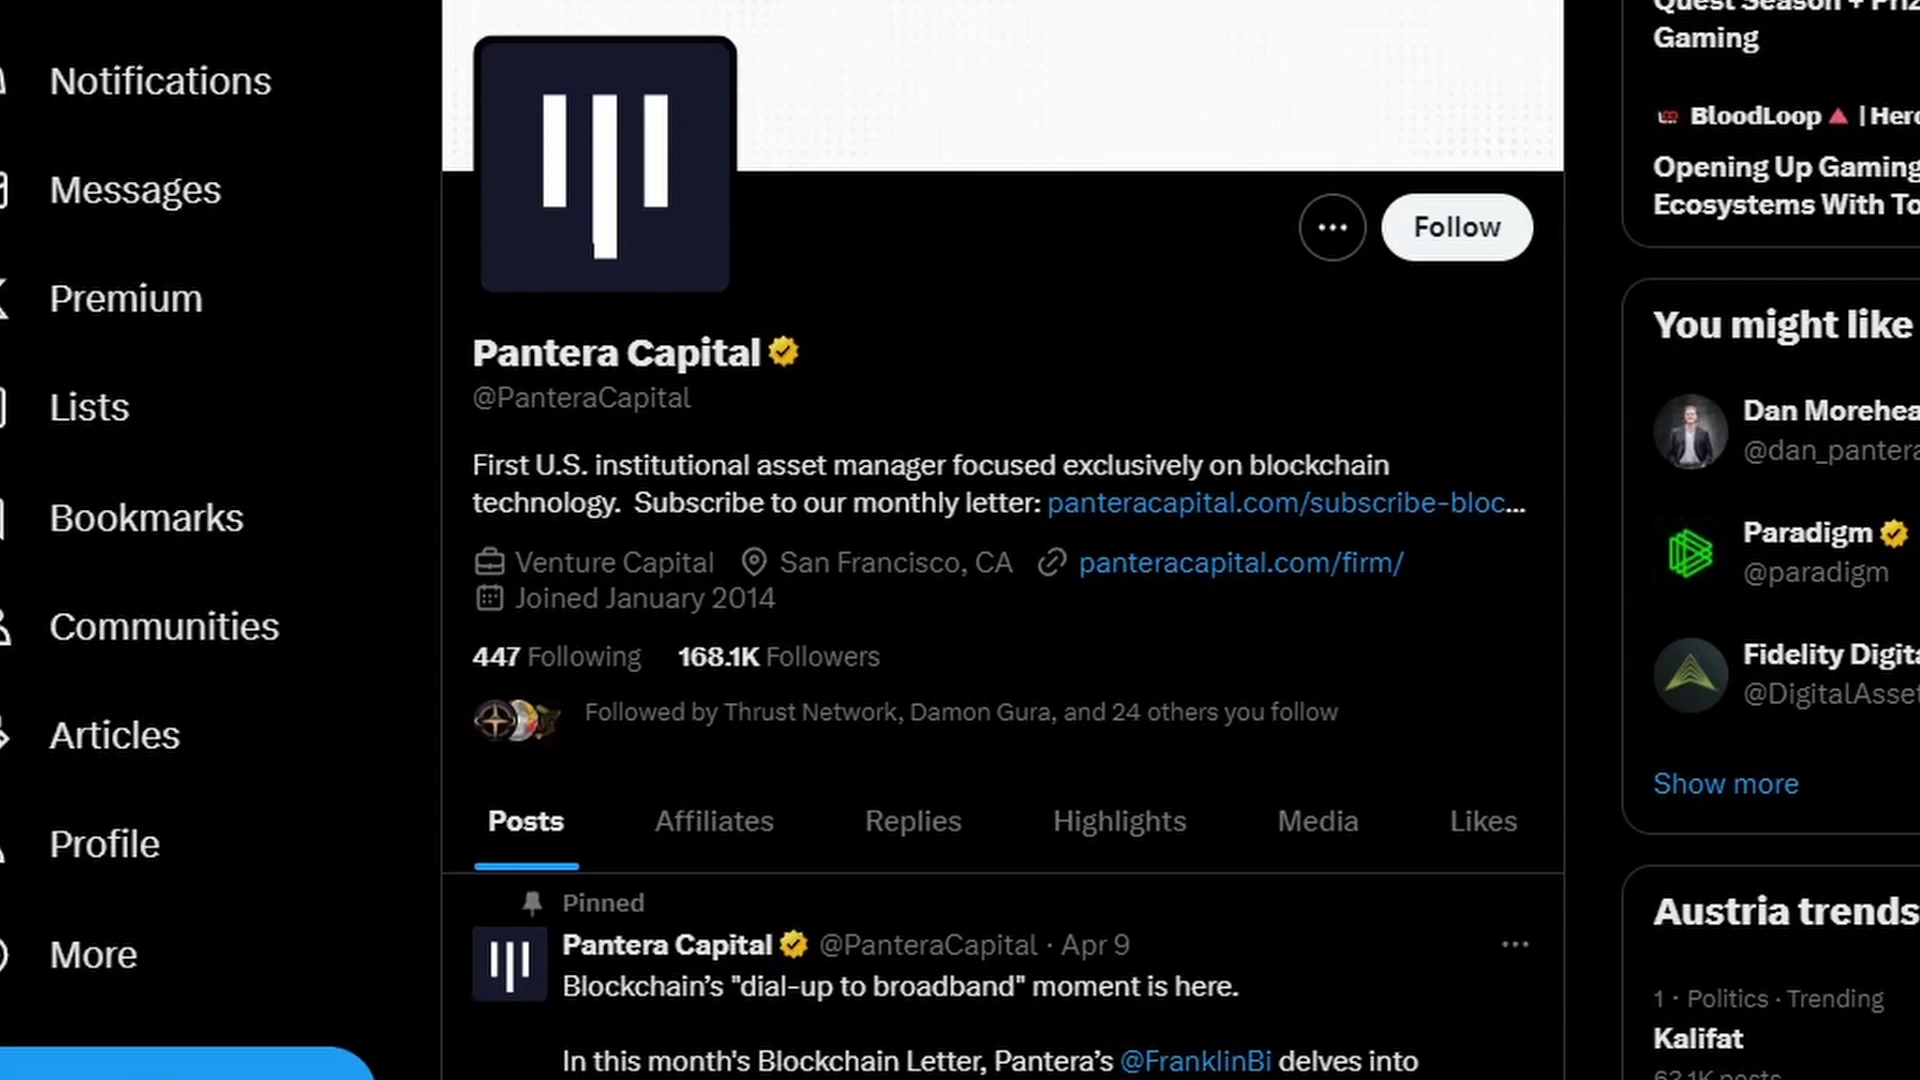 Notifications
Messages
Premium
Lists
Bookmarks
Communities
Articles
Profile
More
Follow
Pantera Capital
@PanteraCapital
First U.S. institutional asset manager focused exclusively on blockchain
technology. Subscribe to our monthly letter: panteracapital.com/subscribe-bloc...
Venture Capital San Francisco, CA panteracapital.com/firm/
Joined January 2014
447 Following 168.1K Followers
Followed by Thrust Network, Damon Gura, and 24 others you follow
Posts Affiliates Replies Highlights Media Likes
Pinned
Pantera Capital @PanteraCapital · Apr 9
Blockchain's "dial-up to broadband" moment is here.
In this month's Blockchain Letter, Pantera's @FranklinBi delves into
Quest Season +
Gaming
BloodLoop | Hero
Opening Up Gaming
Ecosystems With To
You might like
Dan Morehea
@dan_pantera
Paradigm
@paradigm
Fidelity Digita
@DigitalAsset
Show more
Austria trends
1 · Politics · Trending
Kalifat
63.1K posts